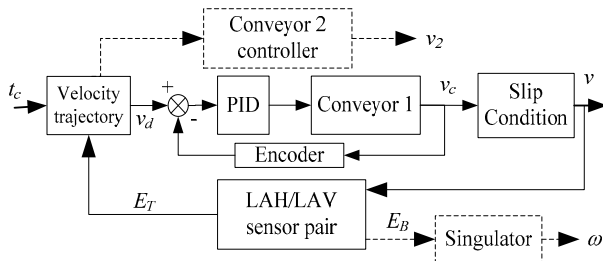 Conveyor 2
controller
v2
tc
Velocity
trajectory
vd
+
-
PID
Conveyor 1
vc
Slip
Condition
v
Encoder
ET
LAH/LAV
sensor pair
EB
Singulator
ω